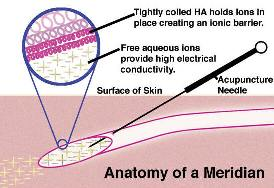 Tightly coiled HA holds Ions in
place creating an ionic barrier.
Free aqueous ions
provide high electrical
conductivity.
Surface of Skin
Acupuncture
Needle
Anatomy of a Meridian